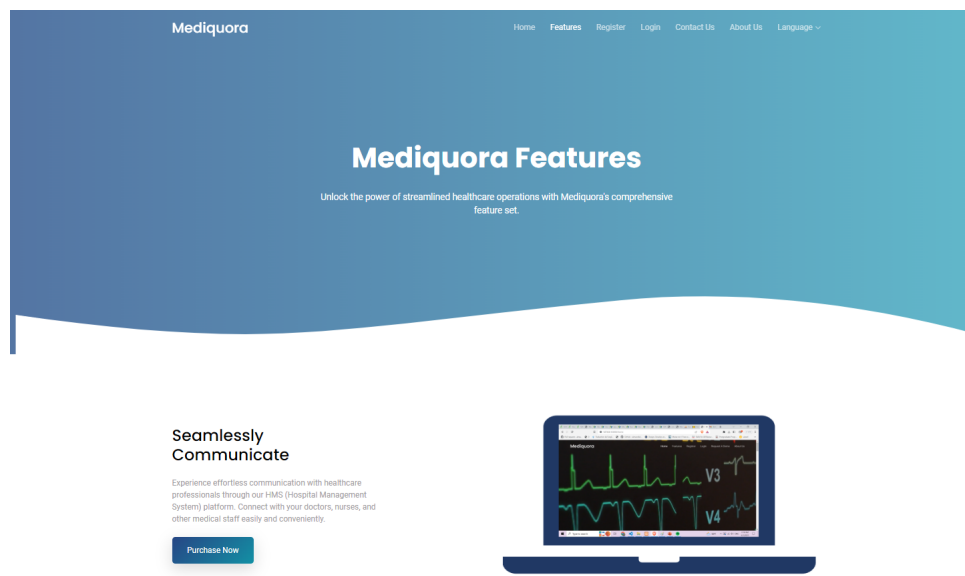 Mediquora
Home Features Register Login Contact Us About Us Language
Mediquora Features
Unlock the power of streamlined healthcare operations with Mediquora's comprehensive
feature set.
Seamlessly
Communicate
Experience effortless communication with healthcare
professionals through our HMS (Hospital Management
System) platform. Connect with your doctors, nurses, and
other medical staff easily and conveniently.
Purchase Now
Mediquora
V3
V4